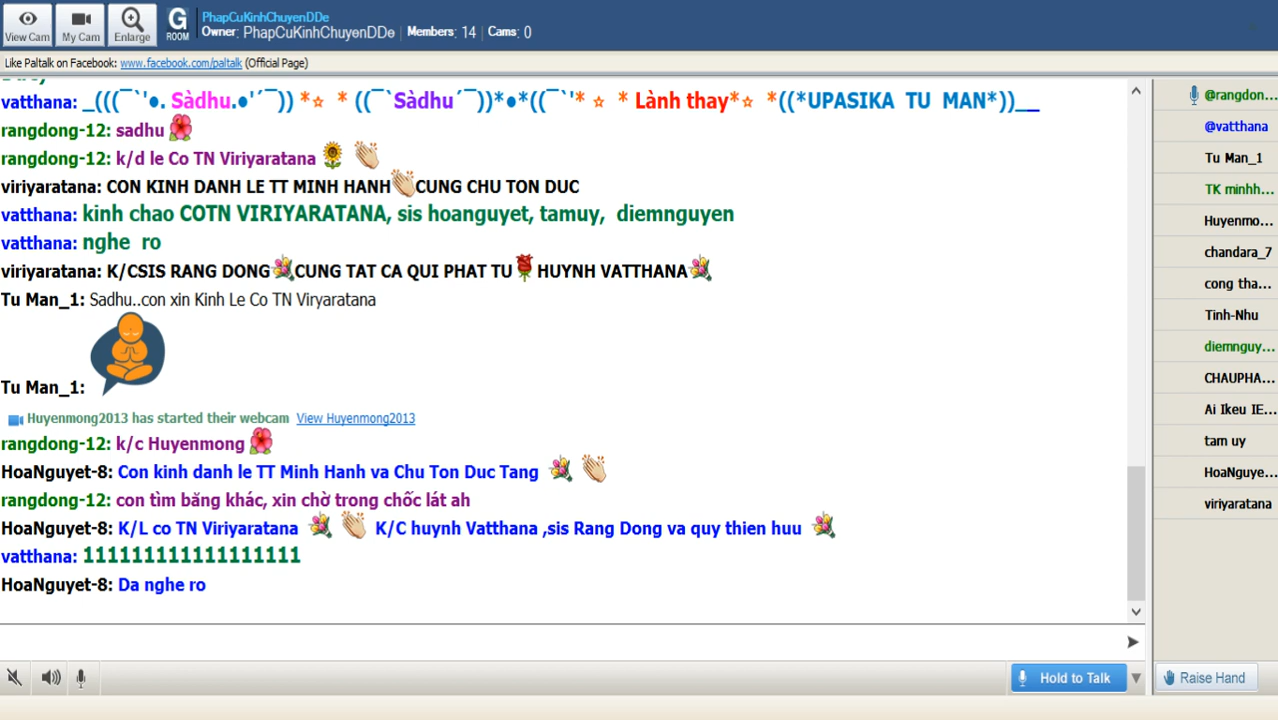 View Cam My Cam Enlarge G ROOM PhapCuKinhChuyenDDe
Owner: PhapCuKinhChuyenDDe Members: 14 Cams: 0
Like Paltalk on Facebook: www.facebook.com/paltalk (Official Page)
vatthana: _(((¯`'•. Sàdhu.•'´¯)) *☆ * ((¯`Sàdhu´¯))*•*((¯`'* ☆ * Lành thay*☆ *((*UPASIKA TU MAN*))__
rangdong-12: sadhu
rangdong-12: k/d le Co TN Viriyaratana
viriyaratana: CON KINH DANH LE TT MINH HANH CUNG CHU TON DUC
vatthana: kinh chao COTN VIRIYARATANA, sis hoanguyet, tamuy, diemnguyen
vatthana: nghe ro
viriyaratana: K/CSIS RANG DONG CUNG TAT CA QUI PHAT TU HUYNH VATTHANA
Tu Man_1: Sadhu..con xin Kinh Le Co TN Viryaratana
Tu Man_1:
Huyenmong2013 has started their webcam View Huyenmong2013
rangdong-12: k/c Huyenmong
HoaNguyet-8: Con kinh danh le TT Minh Hanh va Chu Ton Duc Tang
rangdong-12: con tìm băng khác, xin chờ trong chốc lát ah
HoaNguyet-8: K/L co TN Viriyaratana K/C huynh Vatthana ,sis Rang Dong va quy thien huu
vatthana: 111111111111111111
HoaNguyet-8: Da nghe ro
@rangdon...
@vatthana
Tu Man_1
TK minhh...
Huyenmo...
chandara_7
cong tha...
Tinh-Nhu
diemnguy...
CHAUPHA...
Ai Ikeu IE...
tam uy
HoaNguye...
viriyaratana
Hold to Talk
Raise Hand